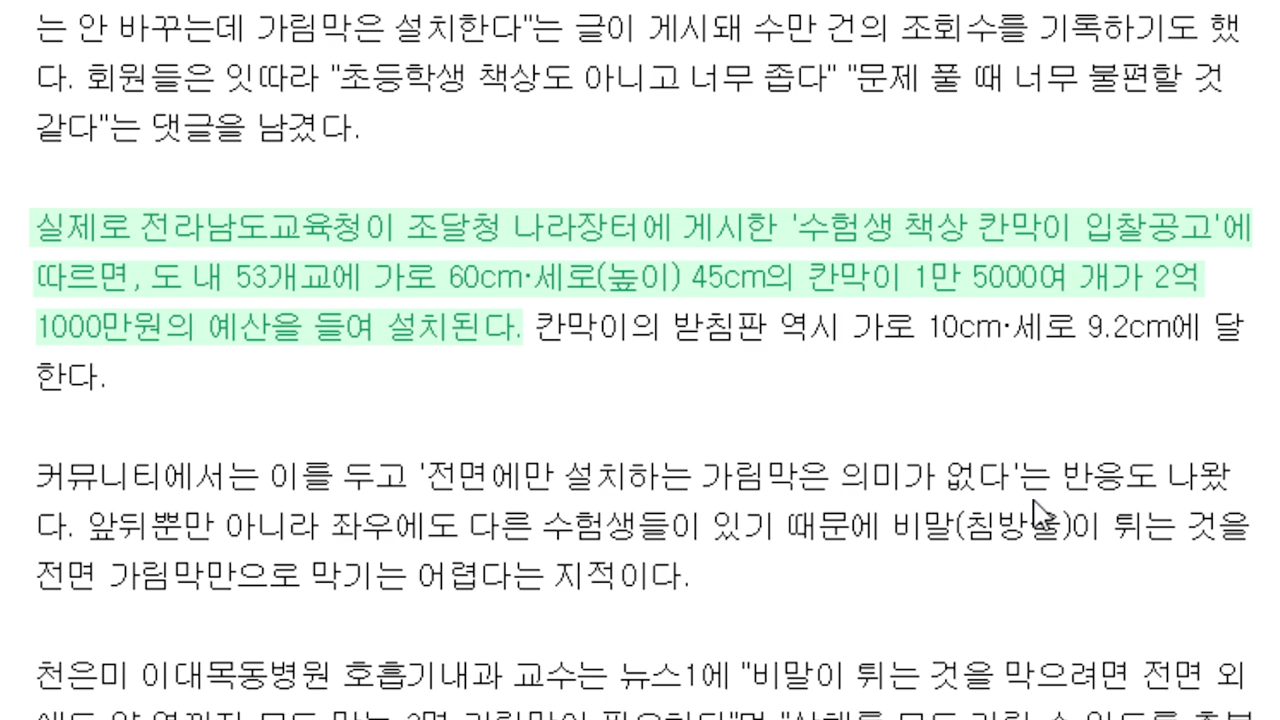 는 안 바꾸는데 가림막은 설치한다"는 글이 게시돼 수만 건의 조회수를 기록하기도 했
다. 회원들은 잇따라 "초등학생 책상도 아니고 너무 좁다" "문제 풀 때 너무 불편할 것
같다"는 댓글을 남겼다.
실제로 전라남도교육청이 조달청 나라장터에 게시한 '수험생 책상 칸막이 입찰공고'에
따르면, 도 내 53개교에 가로 60cm·세로(높이) 45cm의 칸막이 1만 5000여 개가 2억
1000만원의 예산을 들여 설치된다. 칸막이의 받침판 역시 가로 10cm·세로 9.2cm에 달
한다.
커뮤니티에서는 이를 두고 '전면에만 설치하는 가림막은 의미가 없다'는 반응도 나왔
다. 앞뒤뿐만 아니라 좌우에도 다른 수험생들이 있기 때문에 비말(침방울)이 튀는 것을
전면 가림막만으로 막기는 어렵다는 지적이다.
천은미 이대목동병원 호흡기내과 교수는 뉴스1에 "비말이 튀는 것을 막으려면 전면 외